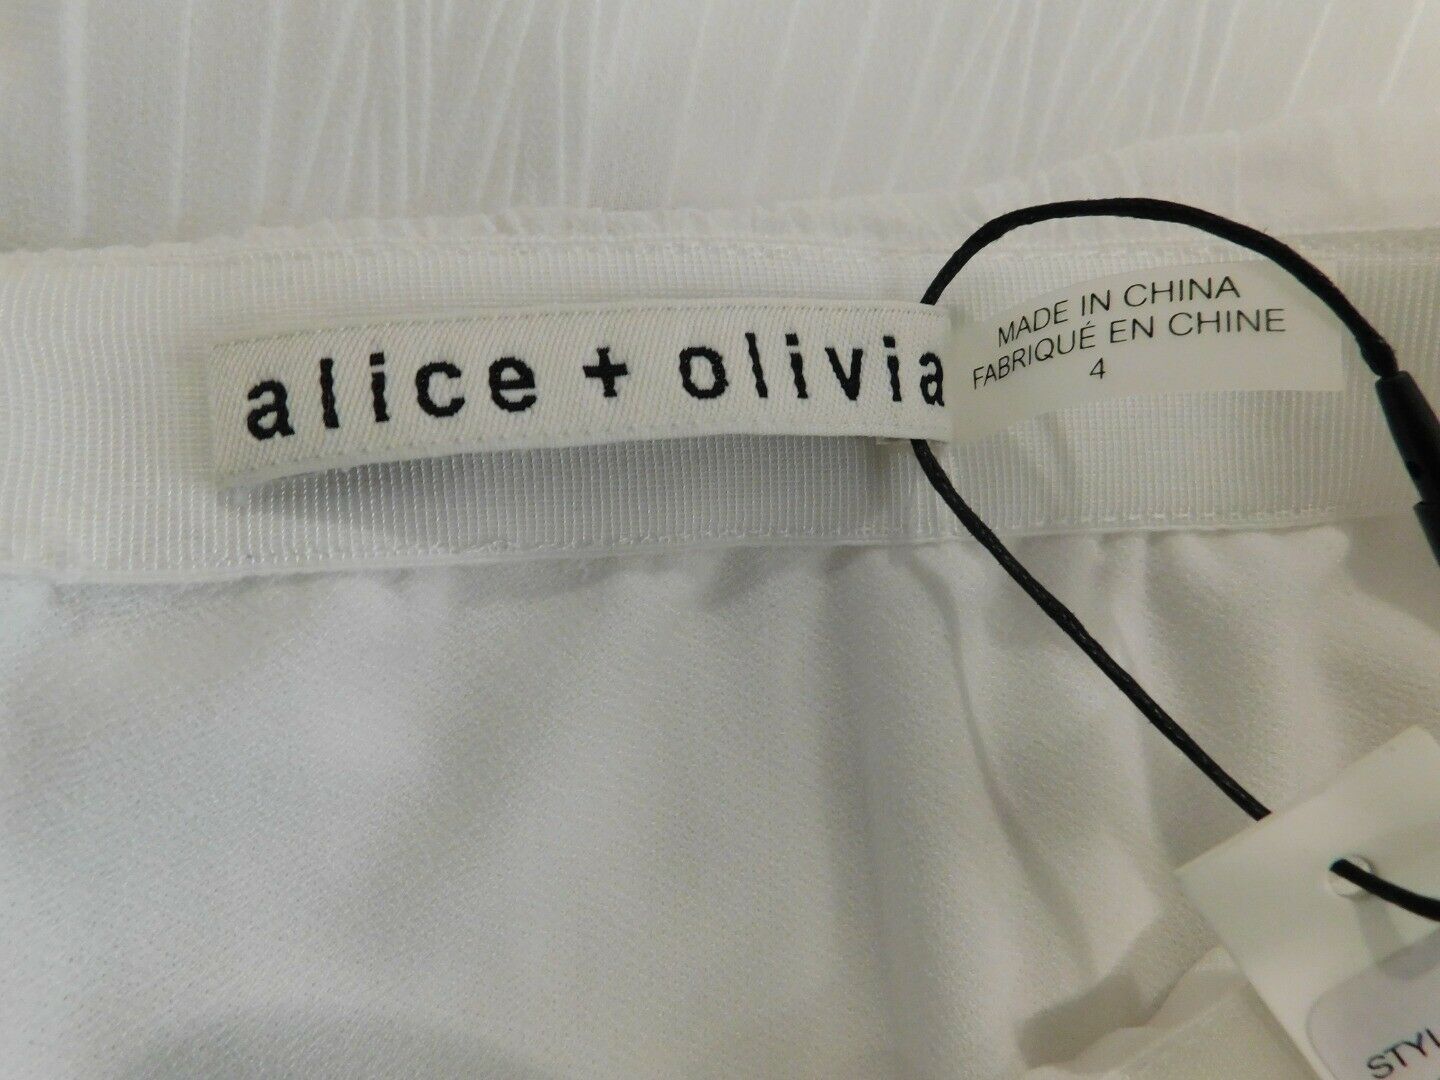 alice + olivia
MADE IN CHINA
FABRIQUÉ EN CHINE
4